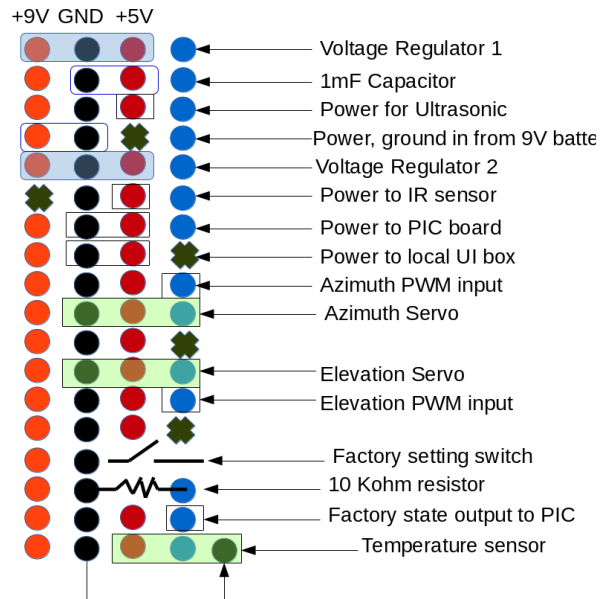 +9V GND +5V
Voltage Regulator 1
1mF Capacitor
Power for Ultrasonic
Power, ground in from 9V batte
Voltage Regulator 2
Power to IR sensor
Power to PIC board
Power to local UI box
Azimuth PWM input
Azimuth Servo
Elevation Servo
Elevation PWM input
Factory setting switch
10 Kohm resistor
Factory state output to PIC
Temperature sensor